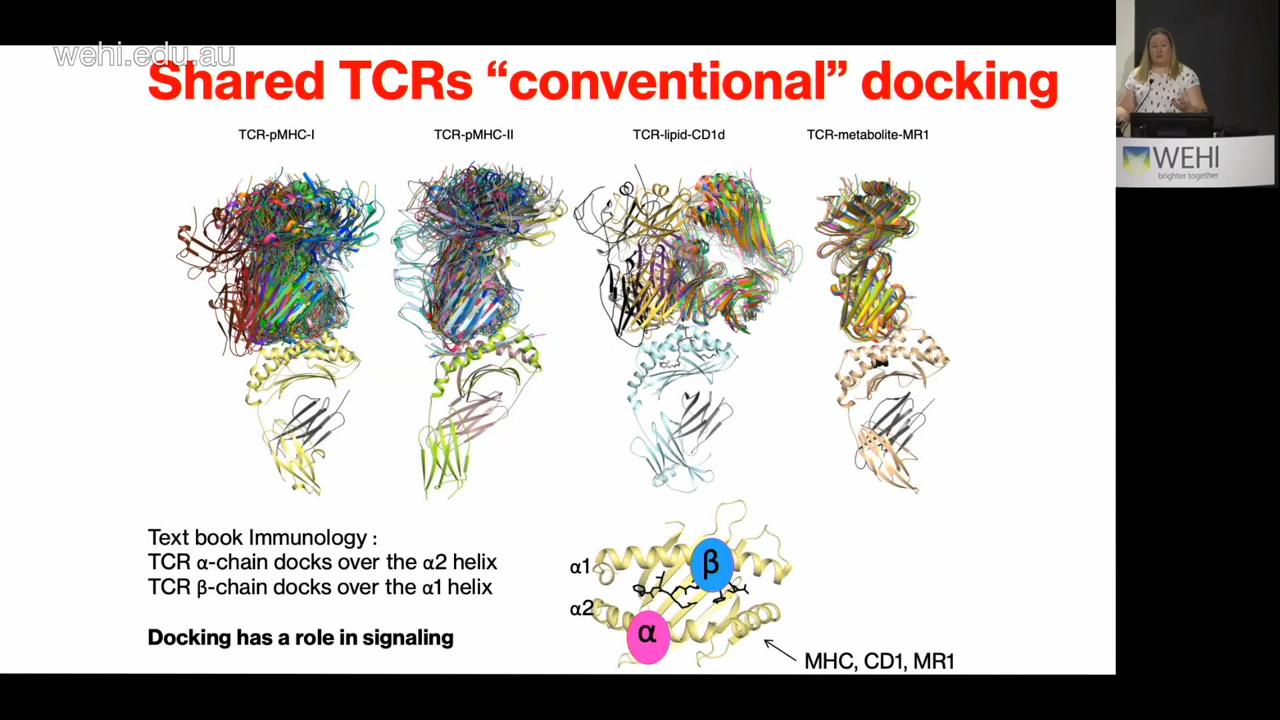 wehi.edu.au
Shared TCRs “conventional” docking
TCR-pMHC-I
TCR-pMHC-II
TCR-lipid-CD1d
TCR-metabolite-MR1
WEHI
brighter together
Text book Immunology :
TCR α-chain docks over the α2 helix
TCR β-chain docks over the α1 helix
Docking has a role in signaling
α1
β
α2
α
MHC, CD1, MR1